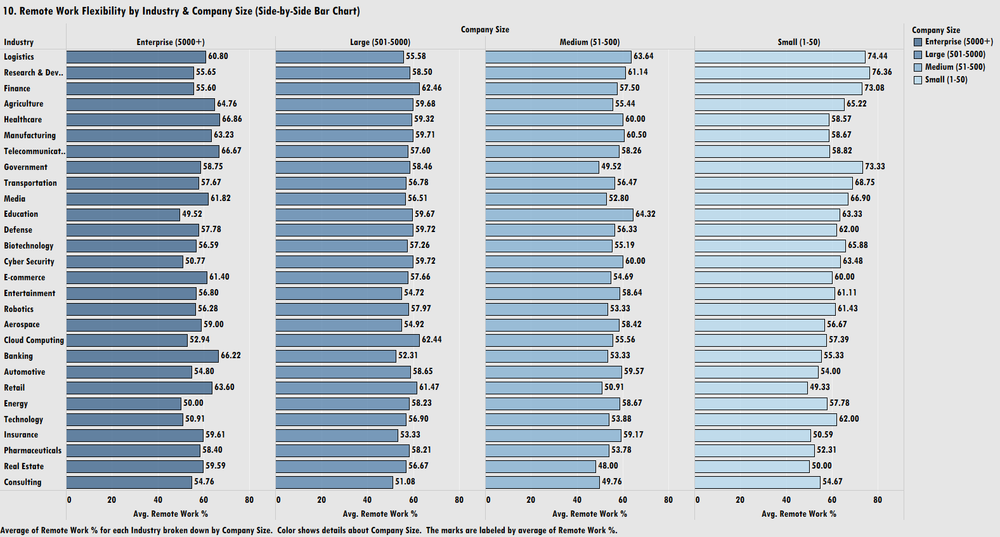 10. Remote Work Flexibility by Industry & Company Size (Side-by-Side Bar Chart)
Company Size
Industry Enterprise (5000+) Large (501-5000) Medium (51-500) Small (1-50)
Logistics 60.80 55.58 63.64 74.44
Research & Dev.. 55.65 58.50 61.14 76.36
Finance 55.60 62.46 57.50 73.08
Agriculture 64.76 59.68 55.44 65.22
Healthcare 66.86 59.32 60.00 58.57
Manufacturing 63.23 59.71 60.50 58.67
Telecommunicat.. 66.67 57.60 58.26 58.82
Government 58.75 58.46 49.52 73.33
Transportation 57.67 56.78 56.47 68.75
Media 61.82 56.51 52.80 66.90
Education 49.52 59.67 64.32 63.33
Defense 57.78 59.72 56.33 62.00
Biotechnology 56.59 57.26 55.19 65.88
Cyber Security 50.77 59.72 60.00 63.48
E-commerce 61.40 57.66 54.69 60.00
Entertainment 56.80 54.72 58.64 61.11
Robotics 56.28 57.97 53.33 61.43
Aerospace 59.00 54.92 58.42 56.67
Cloud Computing 52.94 62.44 55.56 57.39
Banking 66.22 52.31 53.33 55.33
Automotive 54.80 58.65 59.57 54.00
Retail 63.60 61.47 50.91 49.33
Energy 50.00 58.23 58.67 57.78
Technology 50.91 56.90 53.88 62.00
Insurance 59.61 53.33 59.17 50.59
Pharmaceuticals 58.40 58.21 53.78 52.31
Real Estate 59.59 56.67 48.00 50.00
Consulting 54.76 51.08 49.76 54.67
0 20 40 60 80 0 20 40 60 80 0 20 40 60 80 0 20 40 60 80
Avg. Remote Work % Avg. Remote Work % Avg. Remote Work % Avg. Remote Work %
Average of Remote Work % for each Industry broken down by Company Size. Color shows details about Company Size. The marks are labeled by average of Remote Work %.
Company Size
Enterprise (5000+)
Large (501-5000)
Medium (51-500)
Small (1-50)